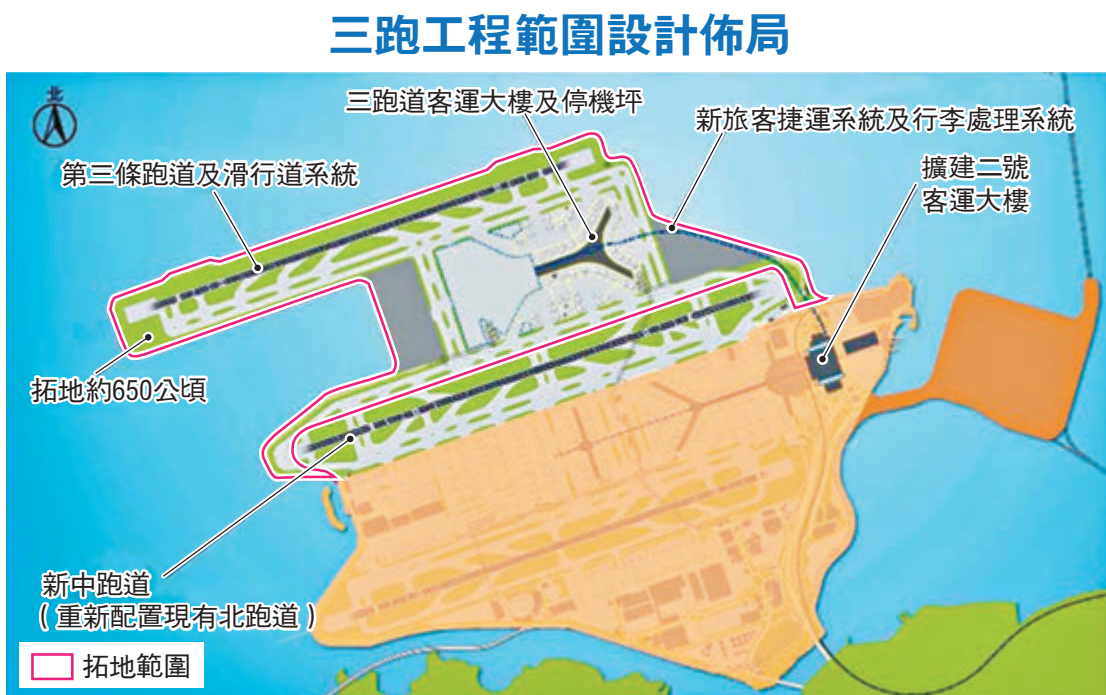 三跑工程範圍設計佈局
北
三跑道客運大樓及停機坪
新旅客捷運系統及行李處理系統
第三條跑道及滑行道系統
擴建二號
客運大樓
拓地約650公頃
新中跑道
(重新配置現有北跑道)
拓地範圍